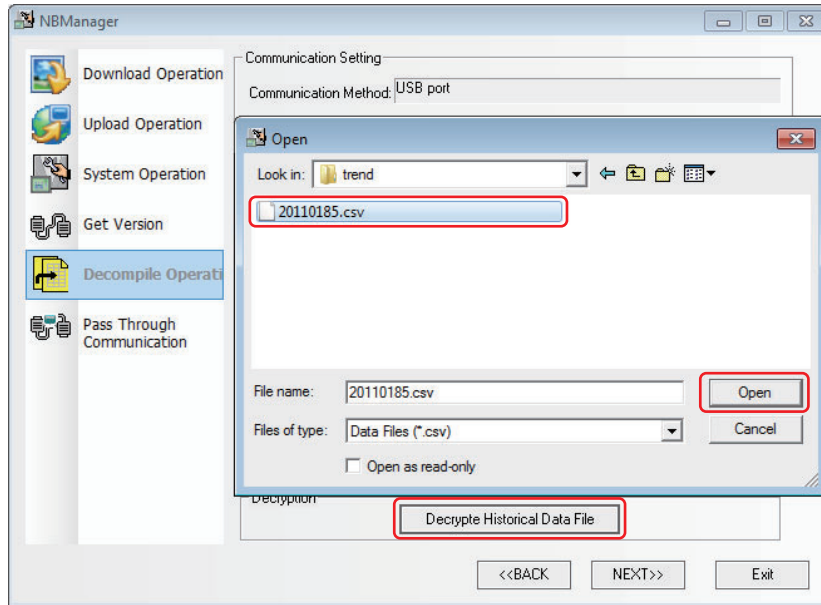 NBManager
Download Operation
Upload Operation
System Operation
Get Version
Decompile Operati
Pass Through
Communication
Communication Setting
Communication Method: USB port
Open
Look in: trend
20110185.csv
File name: 20110185.csv
Open
Files of type: Data Files (*.csv)
Cancel
Open as read-only
Decryption
Decrypte Historical Data File
<<BACK NEXT>> Exit